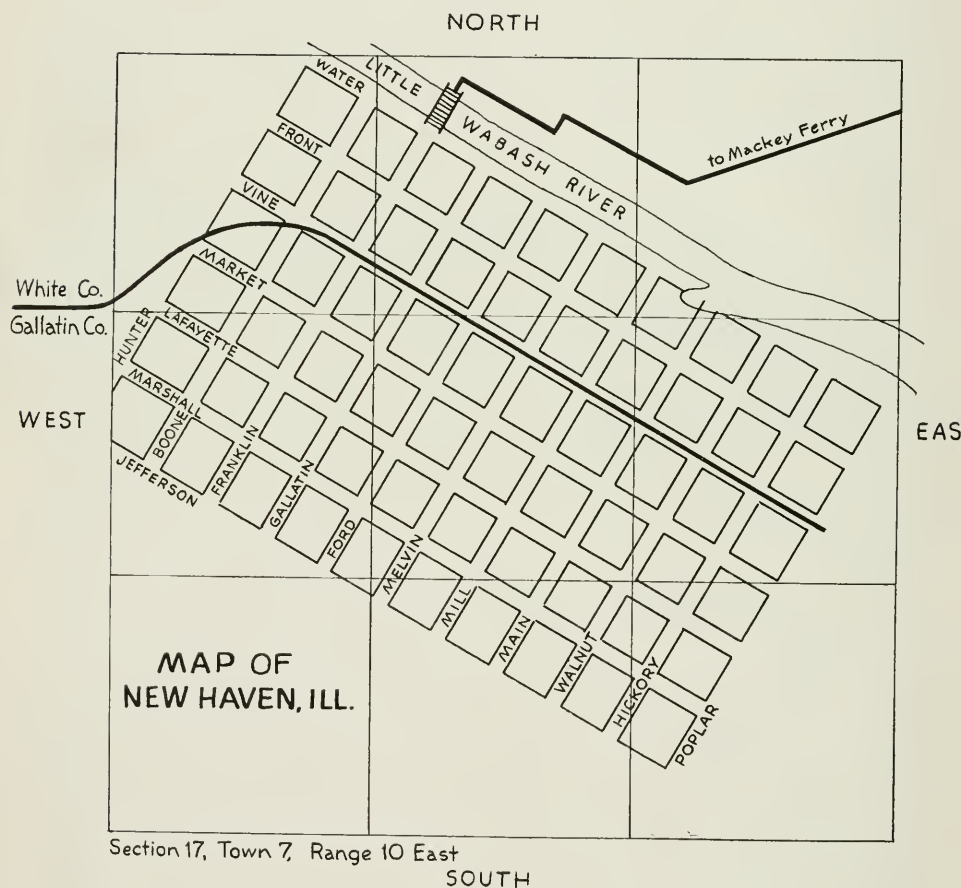 NORTH
WATER
LITTLE
WABASH RIVER
to Mackey Ferry
FRONT
VINE
MARKET
White Co.
Gallatin Co.
HUNTER
LAFAYETTE
MARSHALL
WEST
EAS
BOONE
JEFFERSON
FRANKLIN
GALLATIN
FORD
MELVIN
MILL
MAIN
WALNUT
HICKORY
POPLAR
MAP OF
NEW HAVEN, ILL.
Section 17, Town 7, Range 10 East
SOUTH